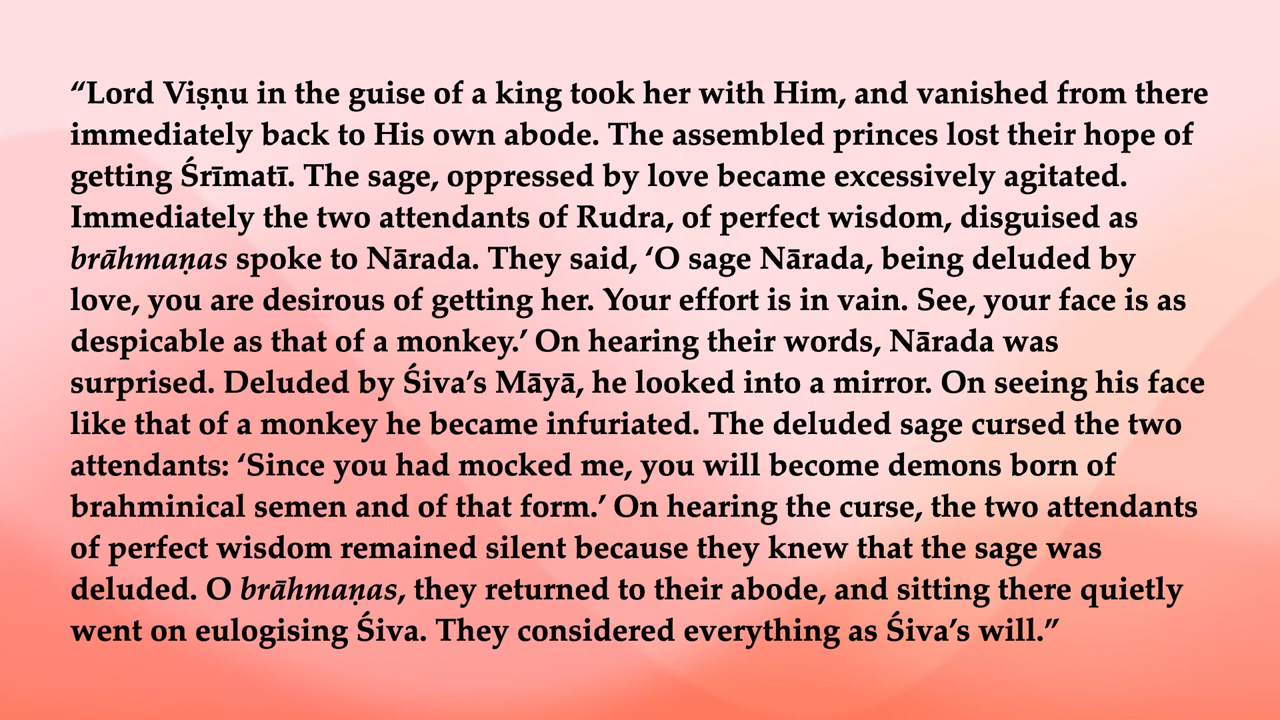 “Lord Viṣṇu in the guise of a king took her with Him, and vanished from there
immediately back to His own abode. The assembled princes lost their hope of
getting Śrīmatī. The sage, oppressed by love became excessively agitated.
Immediately the two attendants of Rudra, of perfect wisdom, disguised as
brāhmaṇas spoke to Nārada. They said, ‘O sage Nārada, being deluded by
love, you are desirous of getting her. Your effort is in vain. See, your face is as
despicable as that of a monkey.’ On hearing their words, Nārada was
surprised. Deluded by Śiva’s Māyā, he looked into a mirror. On seeing his face
like that of a monkey he became infuriated. The deluded sage cursed the two
attendants: ‘Since you had mocked me, you will become demons born of
brahminical semen and of that form.’ On hearing the curse, the two attendants
of perfect wisdom remained silent because they knew that the sage was
deluded. O brāhmaṇas, they returned to their abode, and sitting there quietly
went on eulogising Śiva. They considered everything as Śiva’s will.”